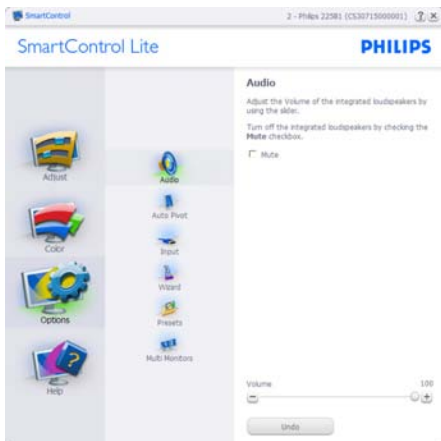 SmartControl
2 - Philips 225B1 (CS30715000001)
SmartControl Lite
PHILIPS
Adjust
Color
Options
Help
Audio
Auto Pivot
Input
Wizard
Presets
Multi Monitors
Audio
Adjust the Volume of the integrated loudspeakers by
using the slider.
Turn off the integrated loudspeakers by checking the
Mute checkbox.
Mute
Volume 100
Undo